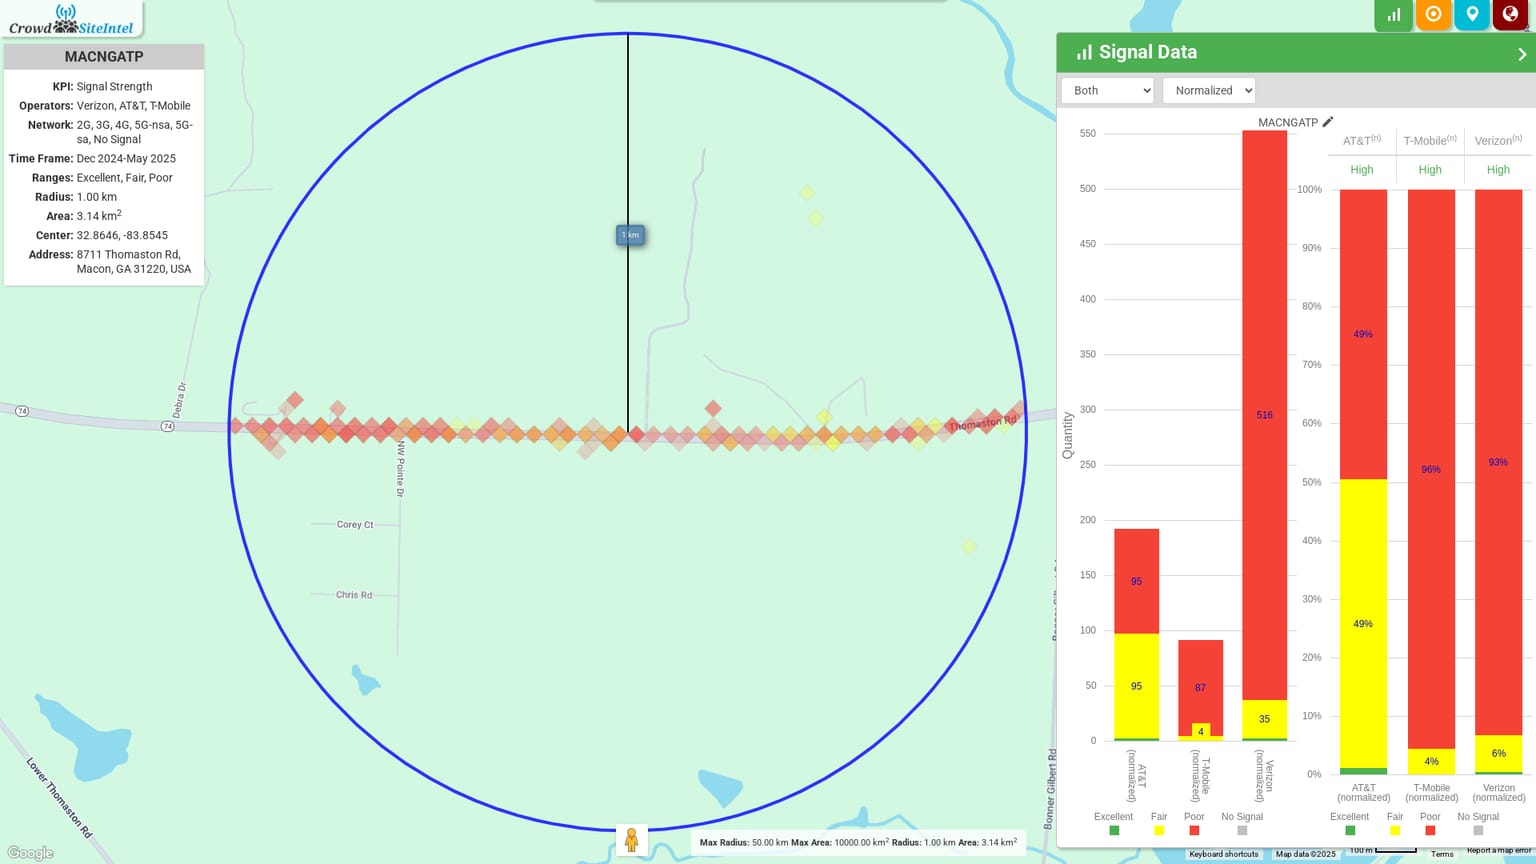 CrowdSiteIntel
MACNGATP
KPI: Signal Strength
Operators: Verizon, AT&T, T-Mobile
Network: 2G, 3G, 4G, 5G-nsa, 5G-
sa, No Signal
Time Frame: Dec 2024-May 2025
Ranges: Excellent, Fair, Poor
Radius: 1.00 km
Area: 3.14 km2
Center: 32.8646, -83.8545
Address: 8711 Thomaston Rd,
Macon, GA 31220, USA
1 km
74
74
Debra Dr
NW Pointe Dr
Thomaston Rd
Corey Ct
Chris Rd
Lower Thomaston Rd
Bonner Gilbert Rd
Google
Max Radius: 50.00 km Max Area: 10000.00 km2 Radius: 1.00 km Area: 3.14 km2
Signal Data
Both
Normalized
MACNGATP
Quantity
550
500
450
400
350
300
250
200
150
100
50
0
95
95
87
4
516
35
AT&T
(normalized)
T-Mobile
(normalized)
Verizon
(normalized)
Excellent Fair Poor No Signal
AT&T(n) T-Mobile(n) Verizon(n)
High High High
100%
90%
80%
70%
60%
50%
40%
30%
20%
10%
0%
49%
49%
96%
4%
93%
6%
AT&T
(normalized)
T-Mobile
(normalized)
Verizon
(normalized)
Excellent Fair Poor No Signal
Keyboard shortcuts
Map data ©2025
100 m
Terms
Report a map error